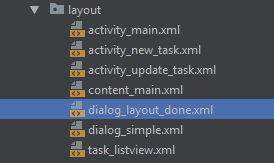 layout
activity_main.xml
activity_new_task.xml
activity_update_task.xml
content_main.xml
dialog_layout_done.xml
dialog_simple.xml
task_listview.xml